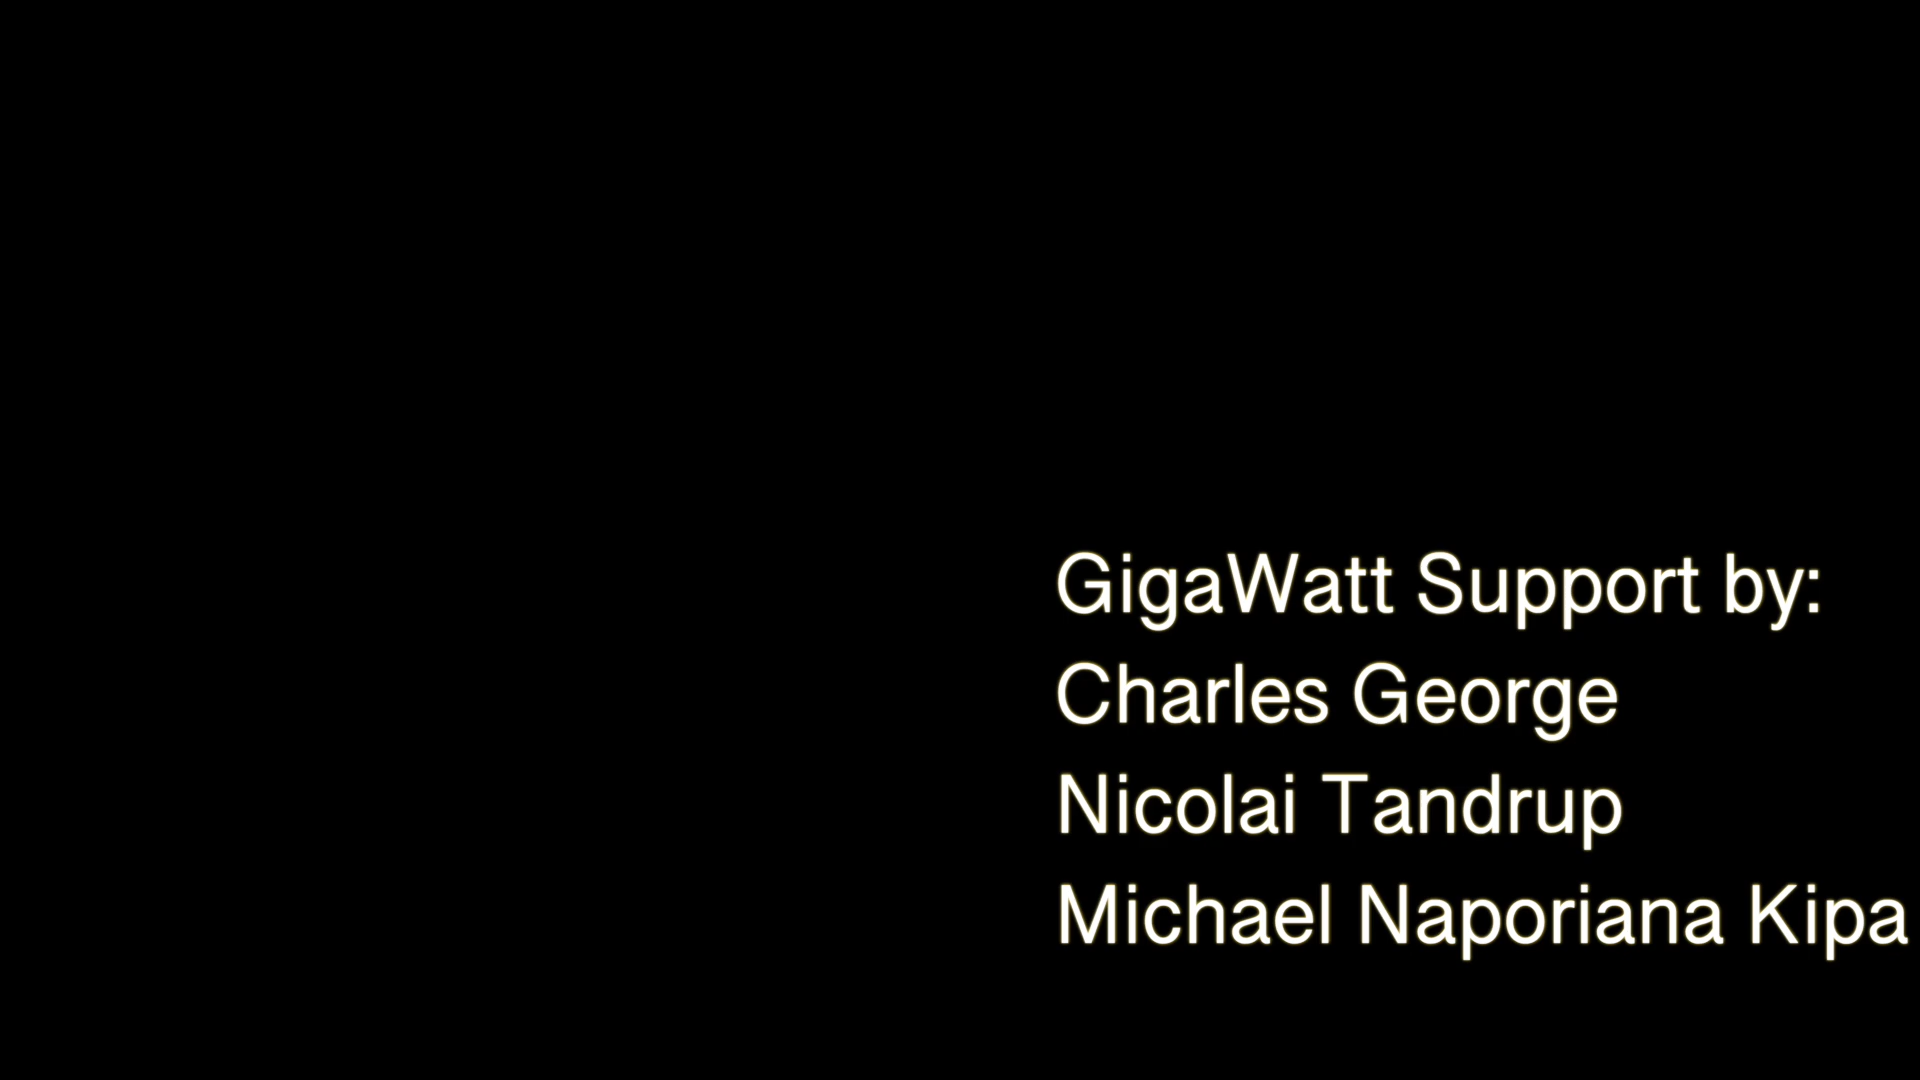 GigaWatt Support by:
Charles George
Nicolai Tandrup
Michael Naporiana Kipa